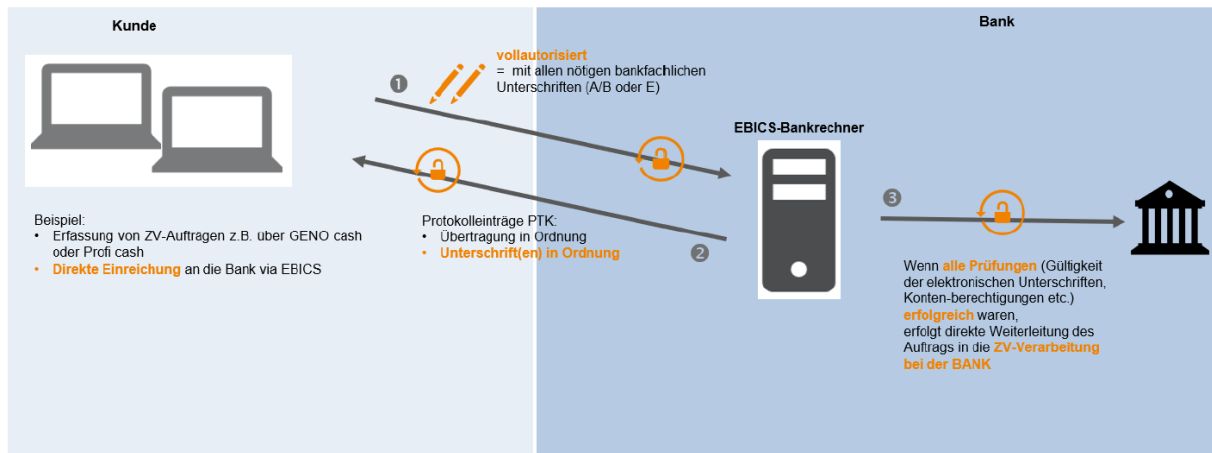 Kunde
Bank
vollautorisiert
= mit allen nötigen bankfachlichen
Unterschriften (A/B oder E)
❶
EBICS-Bankrechner
❸
Beispiel:
• Erfassung von ZV-Aufträgen z.B. über GENO cash
oder Profi cash
• Direkte Einreichung an die Bank via EBICS
Protokolleinträge PTK:
• Übertragung in Ordnung
• Unterschrift(en) in Ordnung
❷
Wenn alle Prüfungen (Gültigkeit
der elektronischen Unterschriften,
Konten-berechtigungen etc.)
erfolgreich waren,
erfolgt direkte Weiterleitung des
Auftrags in die ZV-Verarbeitung
bei der BANK